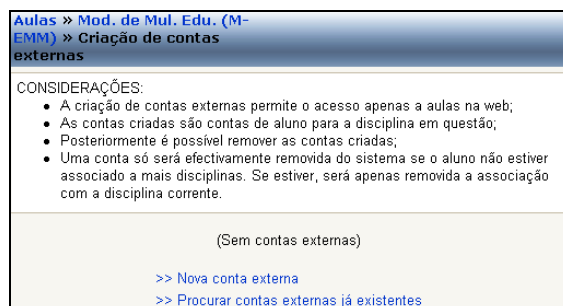 Aulas » Mod. de Mul. Edu. (M-
EMM) » Criação de contas
externas
CONSIDERAÇÕES:
• A criação de contas externas permite o acesso apenas a aulas na web;
• As contas criadas são contas de aluno para a disciplina em questão;
• Posteriormente é possível remover as contas criadas;
• Uma conta só será efectivamente removida do sistema se o aluno não estiver
associado a mais disciplinas. Se estiver, será apenas removida a associação
com a disciplina corrente.
(Sem contas externas)
>> Nova conta externa
>> Procurar contas externas já existentes